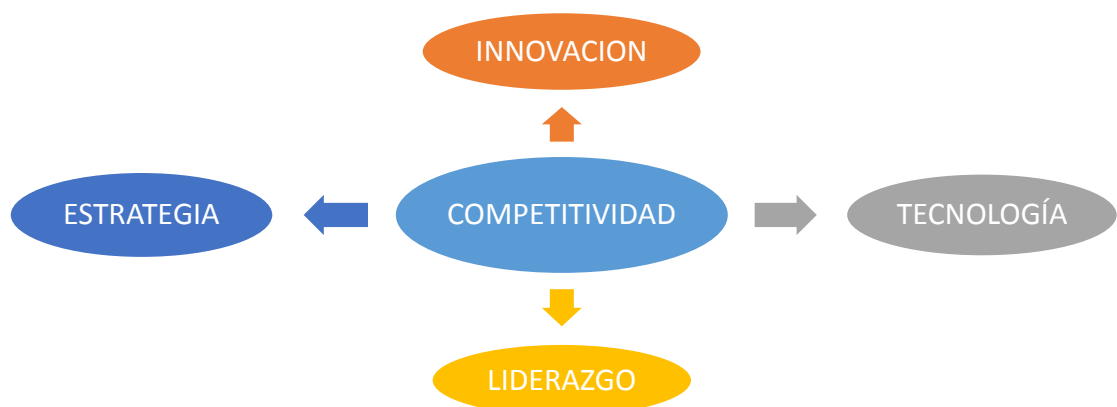 INNOVACION
ESTRATEGIA
COMPETITIVIDAD
TECNOLOGÍA
LIDERAZGO